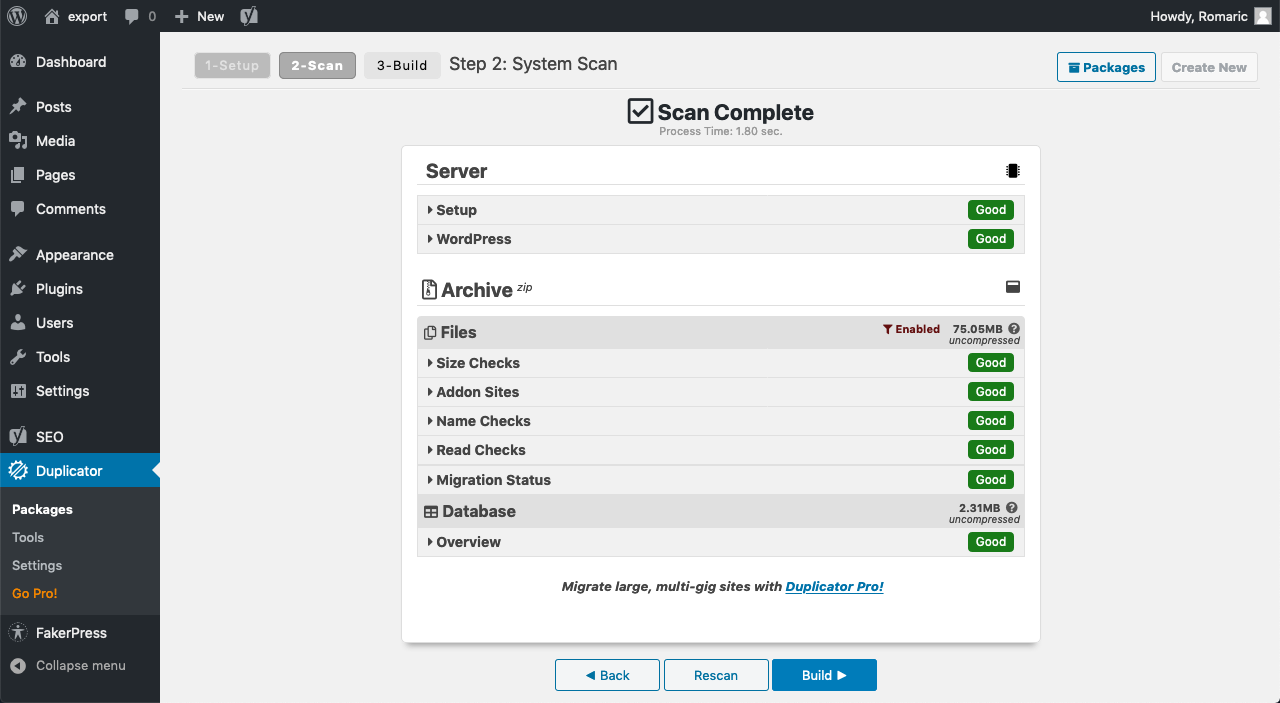 export 0 New Howdy, Romaric
Dashboard
Posts
Media
Pages
Comments
Appearance
Plugins
Users
Tools
Settings
SEO
Duplicator
Packages
Tools
Settings
Go Pro!
FakerPress
Collapse menu
1-Setup 2-Scan 3-Build Step 2: System Scan Packages Create New
Scan Complete
Process Time: 1.80 sec.
Server
Setup Good
WordPress Good
Archive zip
Files Enabled 75.05MB
uncompressed
Size Checks Good
Addon Sites Good
Name Checks Good
Read Checks Good
Migration Status Good
Database 2.31MB
uncompressed
Overview Good
Migrate large, multi-gig sites with Duplicator Pro!
Back Rescan Build